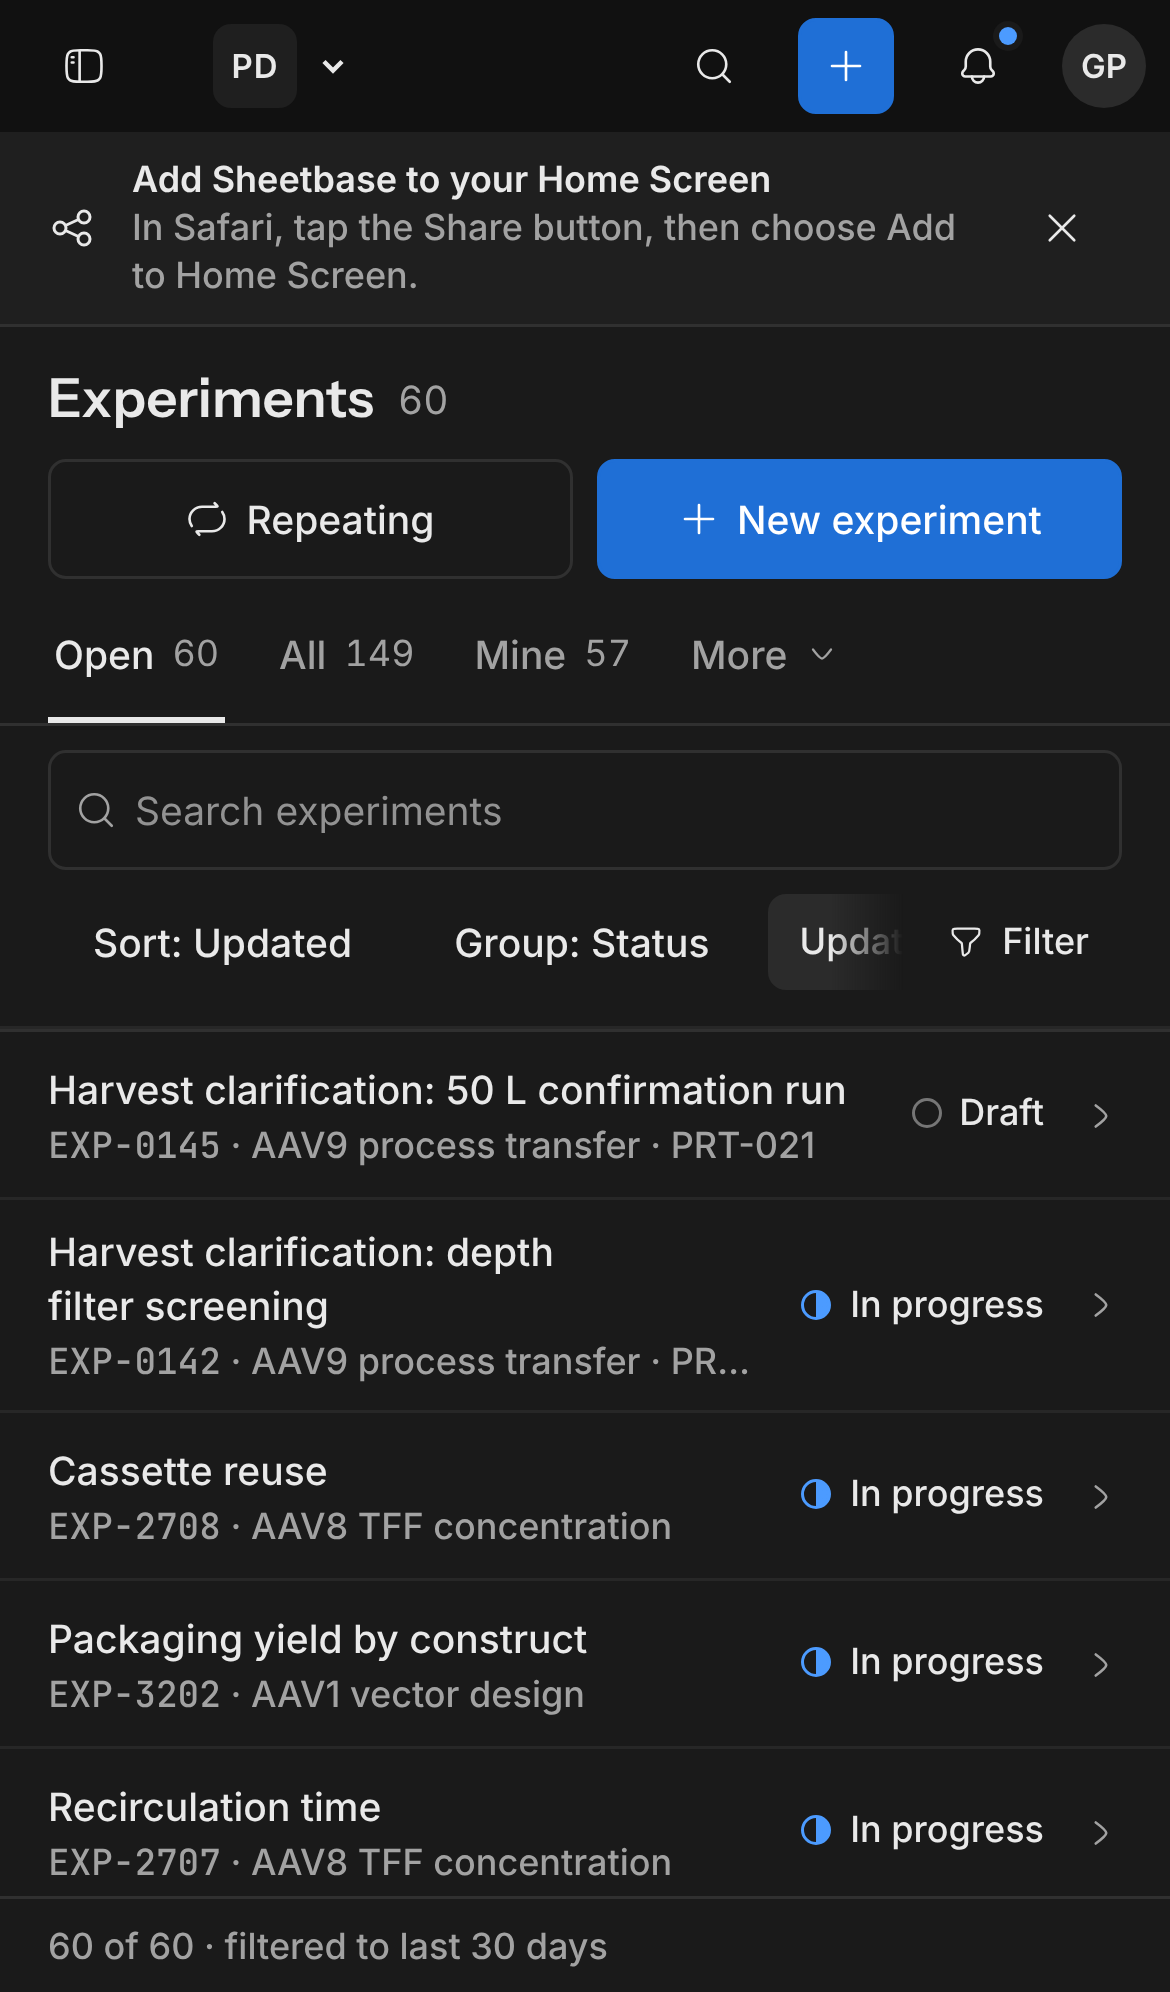 PD
GP
Add Sheetbase to your Home Screen
In Safari, tap the Share button, then choose Add
to Home Screen.
Experiments 60
Repeating
New experiment
Open 60 All 149 Mine 57 More
Search experiments
Sort: Updated Group: Status Updat Filter
Harvest clarification: 50 L confirmation run
EXP-0145 · AAV9 process transfer · PRT-021
Draft
Harvest clarification: depth
filter screening
EXP-0142 · AAV9 process transfer · PR...
In progress
Cassette reuse
EXP-2708 · AAV8 TFF concentration
In progress
Packaging yield by construct
EXP-3202 · AAV1 vector design
In progress
Recirculation time
EXP-2707 · AAV8 TFF concentration
In progress
60 of 60 · filtered to last 30 days